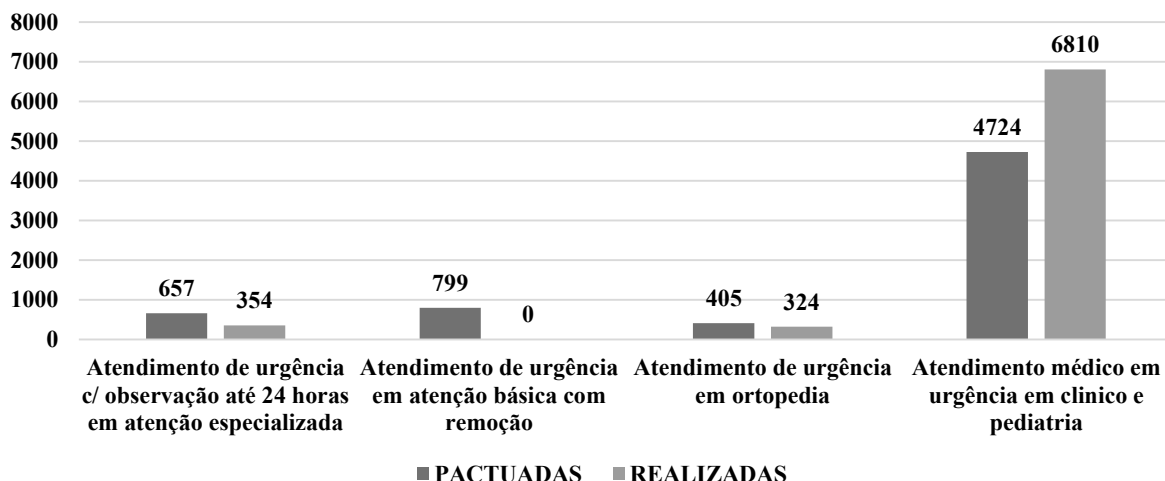 8000
7000
6000
5000
4000
3000
2000
1000
0
657
354
799
0
405
324
4724
6810
Atendimento de urgência
c/ observação até 24 horas
em atenção especializada
Atendimento de urgência
em atenção básica com
remoção
Atendimento de urgência
em ortopedia
Atendimento médico em
urgência em clinico e
pediatria
PACTUADAS
REALIZADAS